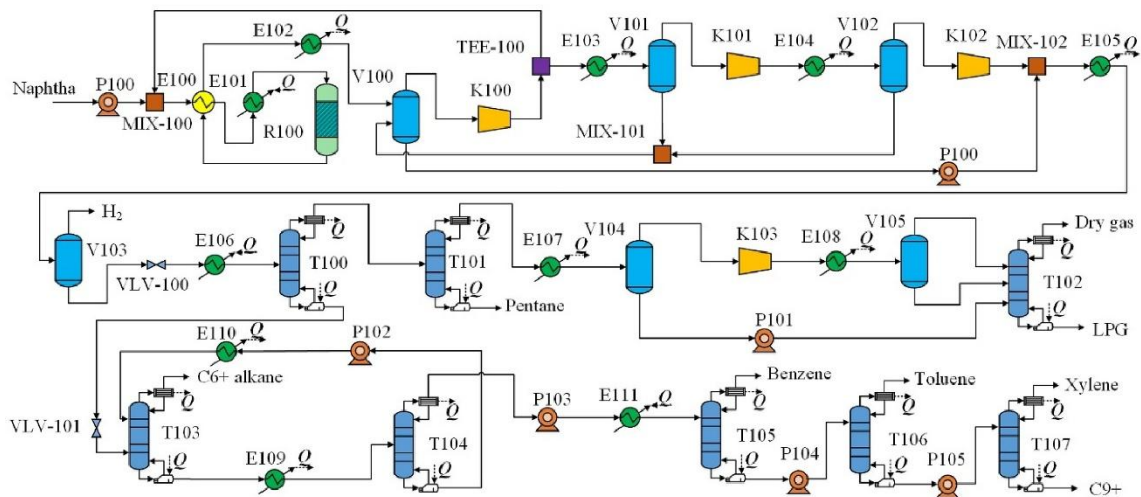 Naphtha
P100
MIX-100
E100
E102
Q
E101
Q
R100
V100
K100
TEE-100
E103
Q
V101
K101
E104
Q
V102
K102
MIX-102
E105
Q
MIX-101
P100
H₂
V103
VLV-100
E106
Q
Q
T100
Q
Q
T101
Q
Pentane
E107
Q
V104
K103
E108
Q
V105
Dry gas
Q
T102
Q
LPG
P101
E110
Q
P102
C6+ alkane
Q
VLV-101
T103
Q
E109
Q
Q
T104
Q
P103
E111
Q
Benzene
Q
T105
Q
P104
Toluene
Q
T106
Q
P105
Xylene
Q
T107
Q
C9+